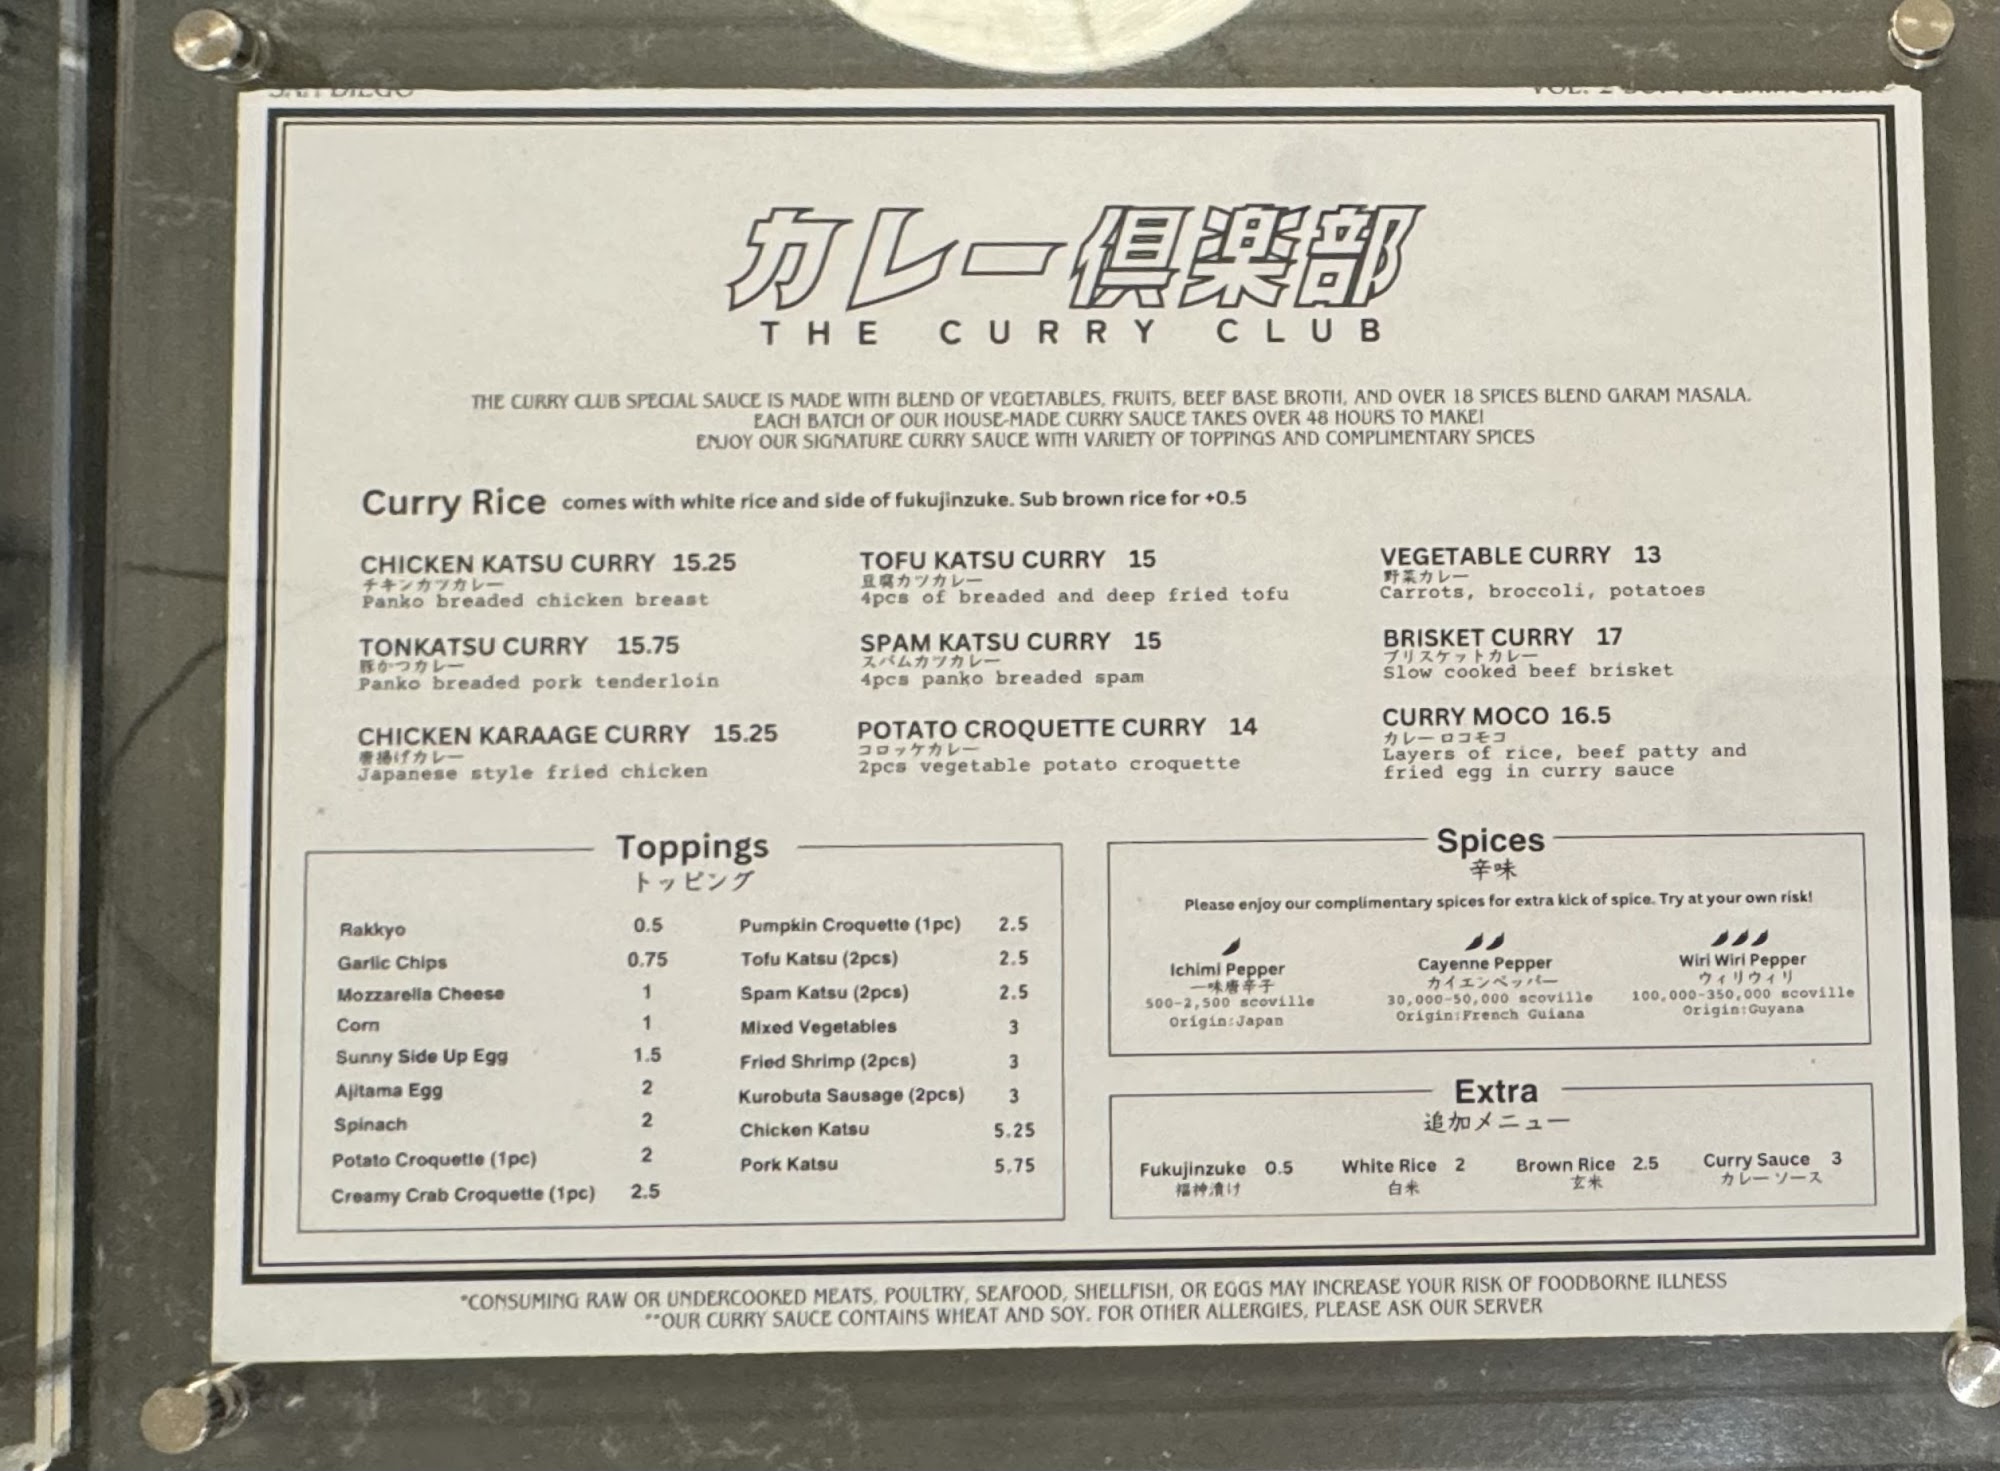 SAN DIEGO
VOL. 2 SOFT OPENING MENU
カレー倶楽部
THE CURRY CLUB
THE CURRY CLUB SPECIAL SAUCE IS MADE WITH BLEND OF VEGETABLES, FRUITS, BEEF BASE BROTH, AND OVER 18 SPICES BLEND GARAM MASALA.
EACH BATCH OF OUR HOUSE-MADE CURRY SAUCE TAKES OVER 48 HOURS TO MAKE!
ENJOY OUR SIGNATURE CURRY SAUCE WITH VARIETY OF TOPPINGS AND COMPLIMENTARY SPICES
Curry Rice comes with white rice and side of fukujinzuke. Sub brown rice for +0.5
CHICKEN KATSU CURRY 15.25
チキンカツカレー
Panko breaded chicken breast
TONKATSU CURRY 15.75
豚かつカレー
Panko breaded pork tenderloin
CHICKEN KARAAGE CURRY 15.25
唐揚げカレー
Japanese style fried chicken
TOFU KATSU CURRY 15
豆腐カツカレー
4pcs of breaded and deep fried tofu
SPAM KATSU CURRY 15
スパムカツカレー
4pcs panko breaded spam
POTATO CROQUETTE CURRY 14
コロッケカレー
2pcs vegetable potato croquette
VEGETABLE CURRY 13
野菜カレー
Carrots, broccoli, potatoes
BRISKET CURRY 17
ブリスケットカレー
Slow cooked beef brisket
CURRY MOCO 16.5
カレーロコモコ
Layers of rice, beef patty and
fried egg in curry sauce
Toppings
トッピング
Rakkyo 0.5
Garlic Chips 0.75
Mozzarella Cheese 1
Corn 1
Sunny Side Up Egg 1.5
Ajitama Egg 2
Spinach 2
Potato Croquette (1pc) 2
Creamy Crab Croquette (1pc) 2.5
Pumpkin Croquette (1pc) 2.5
Tofu Katsu (2pcs) 2.5
Spam Katsu (2pcs) 2.5
Mixed Vegetables 3
Fried Shrimp (2pcs) 3
Kurobuta Sausage (2pcs) 3
Chicken Katsu 5.25
Pork Katsu 5.75
Spices
辛味
Please enjoy our complimentary spices for extra kick of spice. Try at your own risk!
Ichimi Pepper
一味唐辛子
500-2,500 scoville
Origin:Japan
Cayenne Pepper
カイエンペッパー
30,000-50,000 scoville
Origin:French Guiana
Wiri Wiri Pepper
ウィリウィリ
100,000-350,000 scoville
Origin:Guyana
Extra
追加メニュー
Fukujinzuke 0.5
福神漬け
White Rice 2
白米
Brown Rice 2.5
玄米
Curry Sauce 3
カレーソース
*CONSUMING RAW OR UNDERCOOKED MEATS, POULTRY, SEAFOOD, SHELLFISH, OR EGGS MAY INCREASE YOUR RISK OF FOODBORNE ILLNESS
**OUR CURRY SAUCE CONTAINS WHEAT AND SOY. FOR OTHER ALLERGIES, PLEASE ASK OUR SERVER